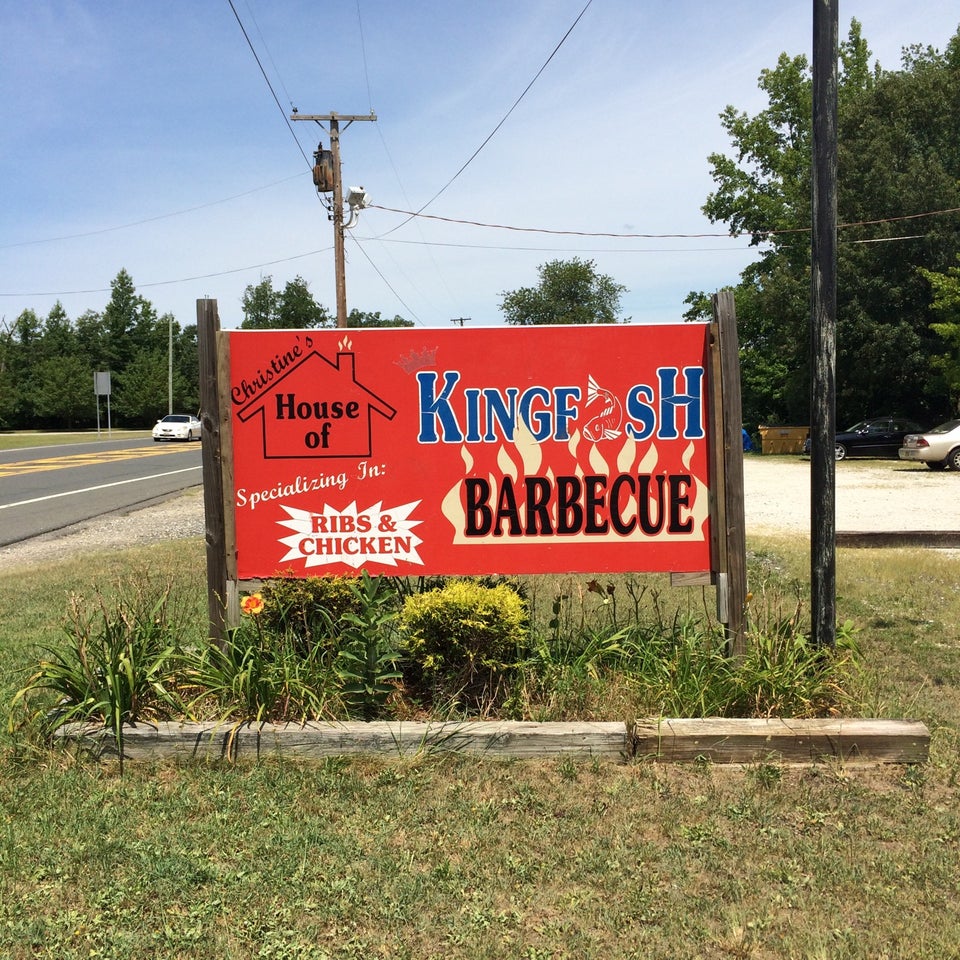 Christine's
House
of
Specializing In:
RIBS &
CHICKEN
KINGFISH
BARBECUE